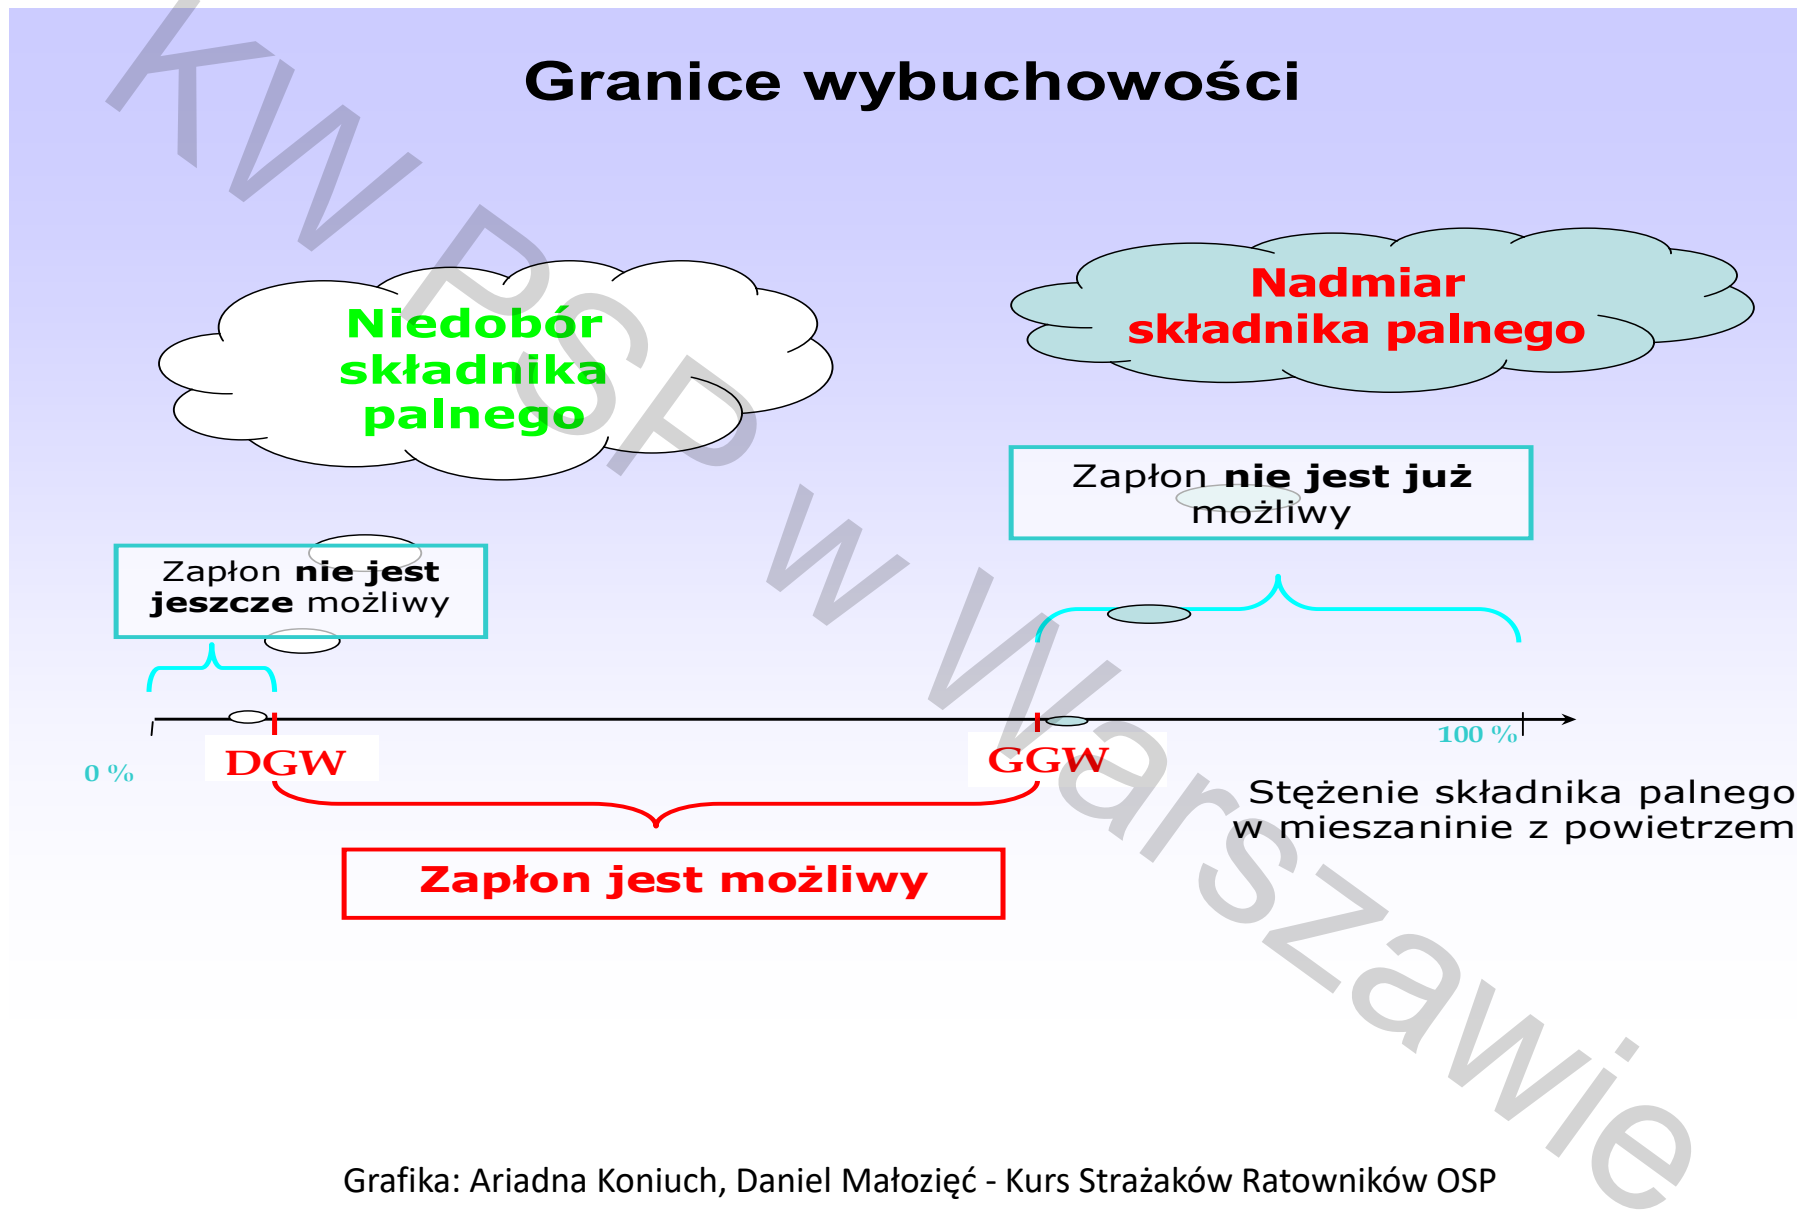 Granice wybuchowości
Niedobór
składnika
palnego
Nadmiar
składnika palnego
Zapłon nie jest już
możliwy
Zapłon nie jest
jeszcze możliwy
0 %
DGW
GGW
100 %
Stężenie składnika palnego
w mieszaninie z powietrzem
Zapłon jest możliwy
KW PSP w Warszawie
Grafika: Ariadna Koniuch, Daniel Małozięć - Kurs Strażaków Ratowników OSP